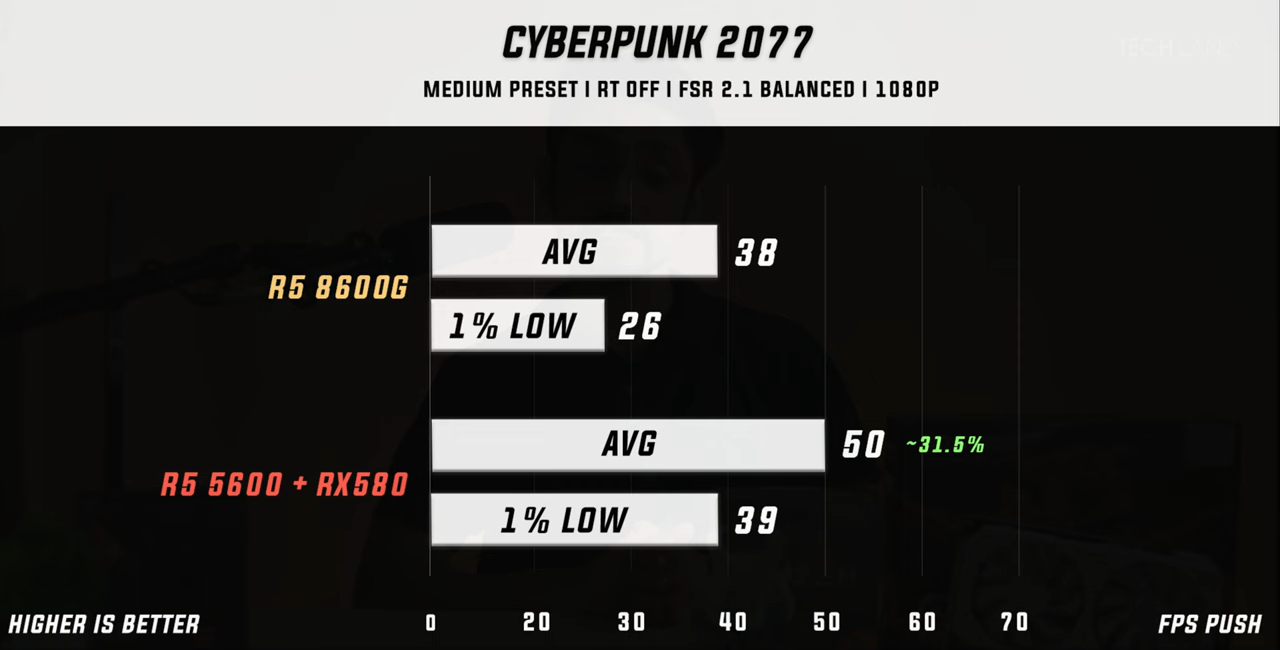 CYBERPUNK 2077
MEDIUM PRESET | RT OFF | FSR 2.1 BALANCED | 1080P
AVG 38
R5 8600G
1% LOW 26
AVG 50 ~31.5%
R5 5600 + RX580
1% LOW 39
0 20 30 40 50 60 70
HIGHER IS BETTER
FPS PUSH